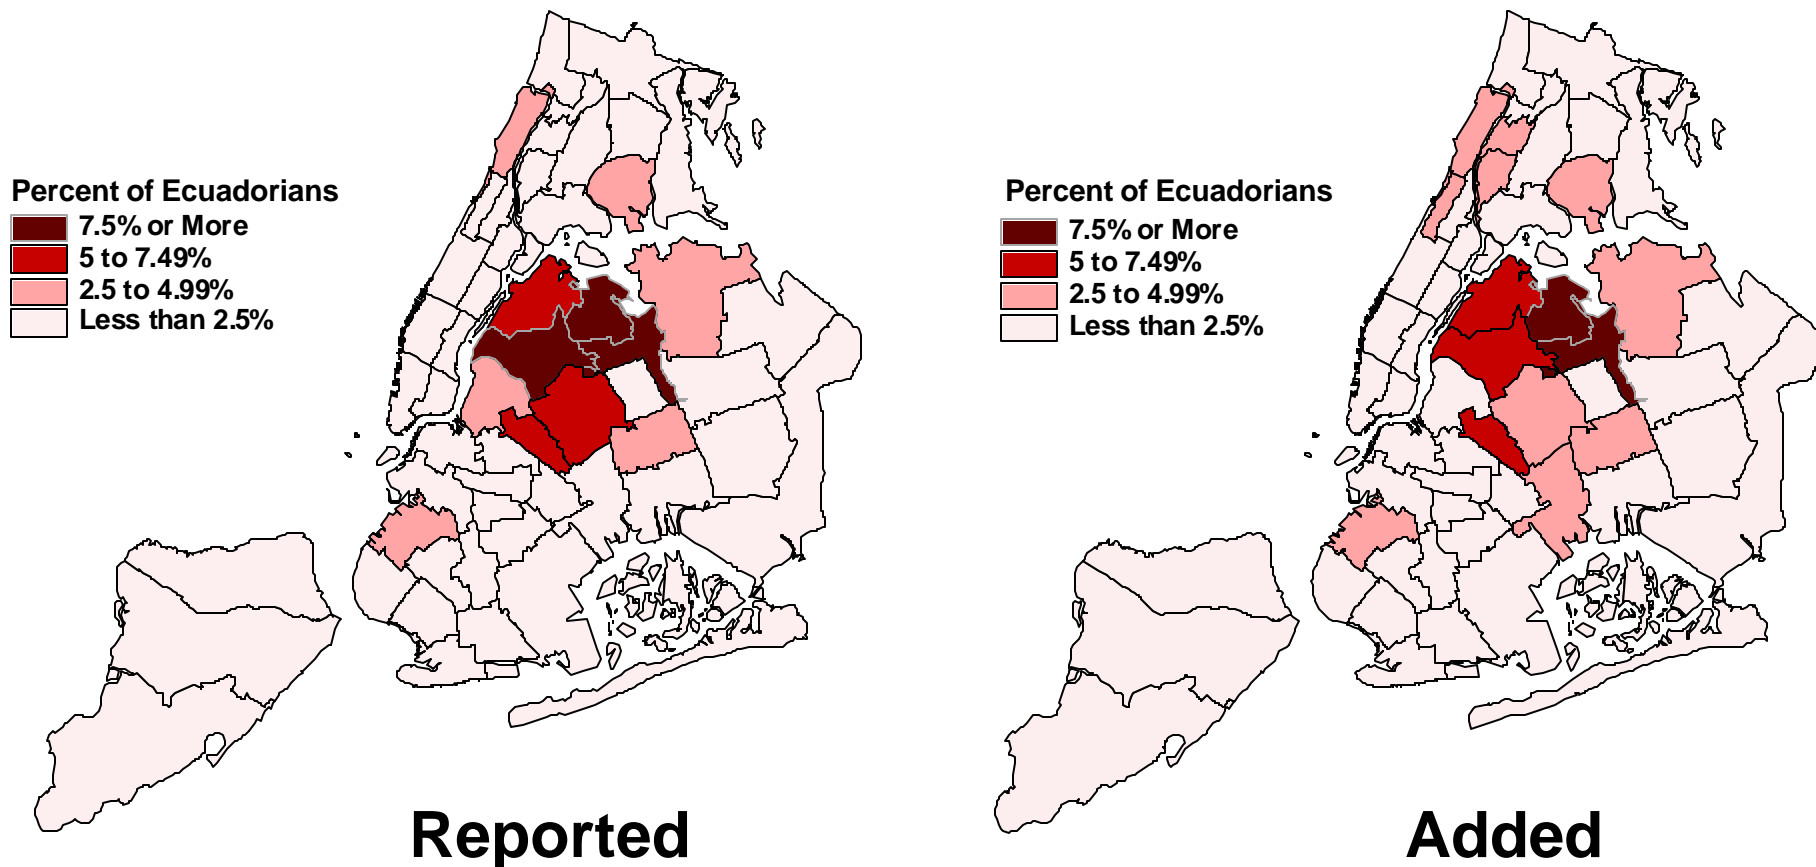 Percent of Ecuadorians
7.5% or More
5 to 7.49%
2.5 to 4.99%
Less than 2.5%
Percent of Ecuadorians
7.5% or More
5 to 7.49%
2.5 to 4.99%
Less than 2.5%
Reported
Added